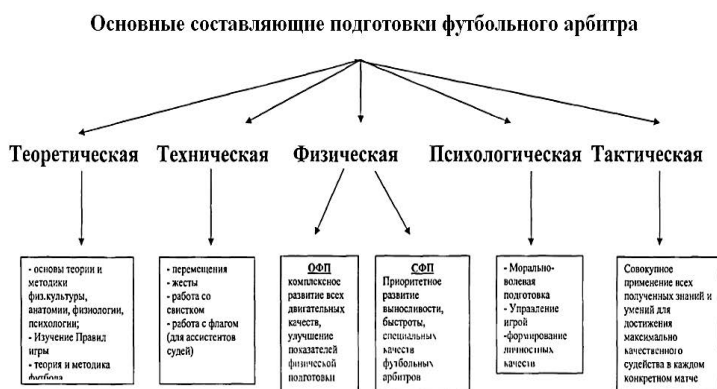 Основные составляющие подготовки футбольного арбитра
Теоретическая
Техническая
Физическая
Психологическая
Тактическая
- основы теории и
методики
физ.культуры,
анатомии, физиологии,
психологии;
- Изучение Правил
игры
- теория и методика
футбола
- перемещения
- жесты
- работа со
свистком
- работа с флагом
(для ассистентов
судей)
ОФП
комплексное
развитие всех
двигательных
качеств,
улучшение
показателей
физической
подготовки
СФП
Приоритетное
развитие
выносливости,
быстроты,
специальных
качеств
футбольных
арбитров
- Морально-
волевая
подготовка
- Управление
игрой
-формирование
личностных
качеств
Совокупное
применение всех
полученных знаний и
умений для
достижения
максимально
качественного
судейства в каждом
конкретном матче